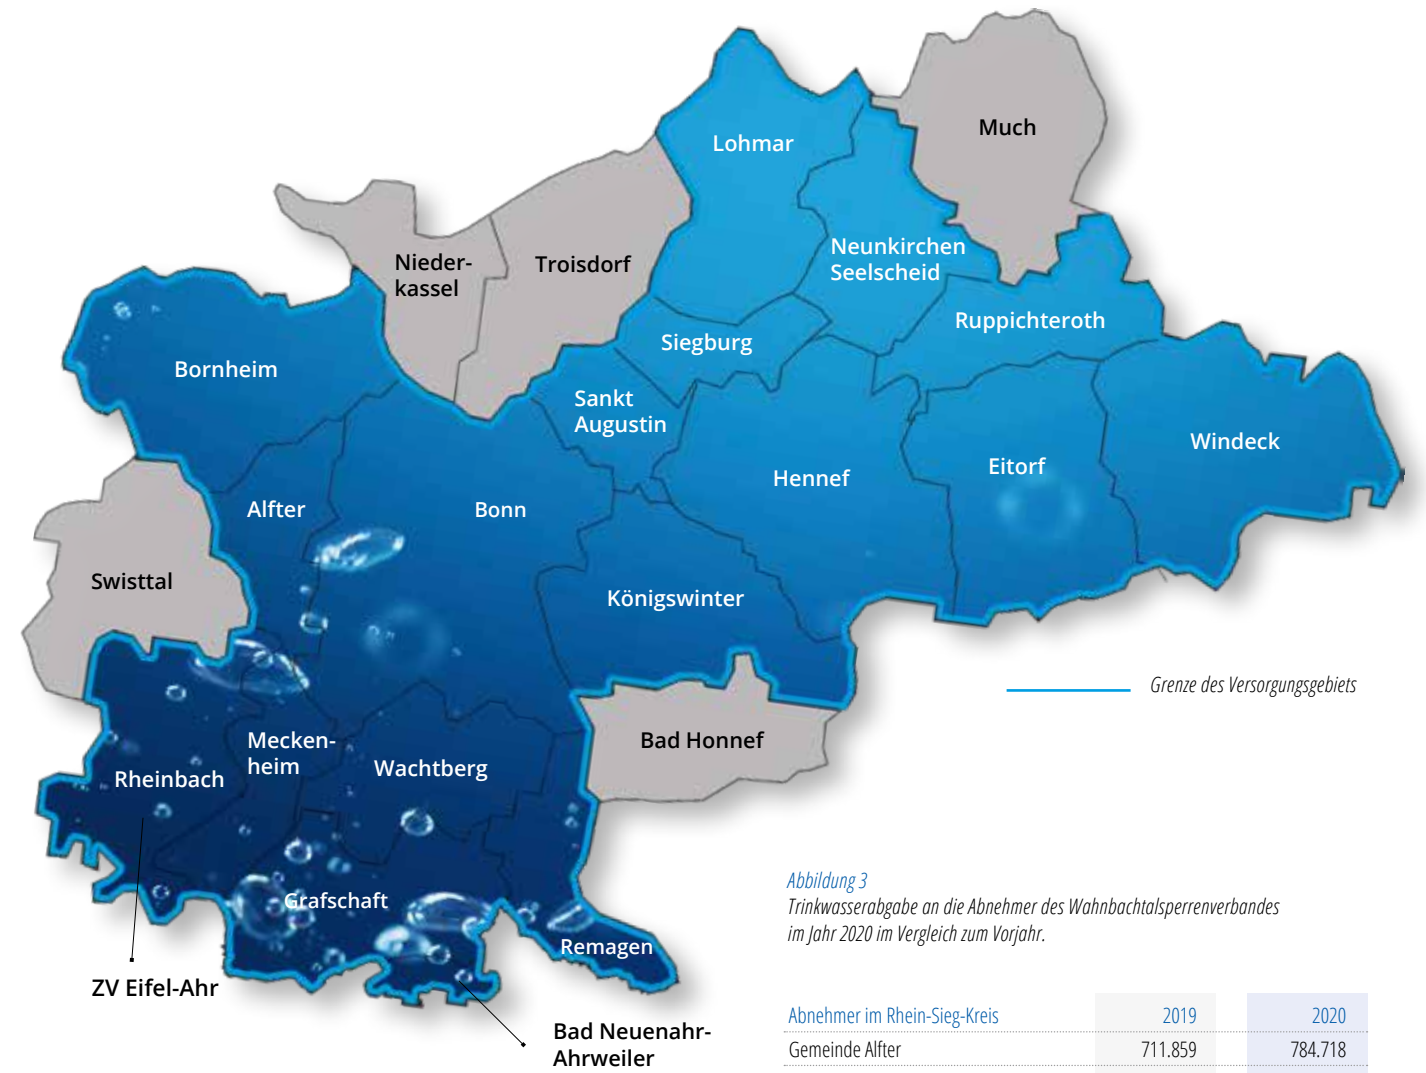 Much
Lohmar
Neunkirchen
Seelscheid
Nieder-
kassel
Troisdorf
Ruppichteroth
Siegburg
Bornheim
Sankt
Augustin
Windeck
Hennef
Eitorf
Alfter
Bonn
Swisttal
Königswinter
Grenze des Versorgungsgebiets
Bad Honnef
Mecken-
heim
Wachtberg
Rheinbach
Grafschaft
Remagen
ZV Eifel-Ahr
Bad Neuenahr-
Ahrweiler
Abbildung 3
Trinkwasserabgabe an die Abnehmer des Wahnbachtalsperrenverbandes
im Jahr 2020 im Vergleich zum Vorjahr.
Abnehmer im Rhein-Sieg-Kreis 2019 2020
Gemeinde Alfter 711.859 784.718